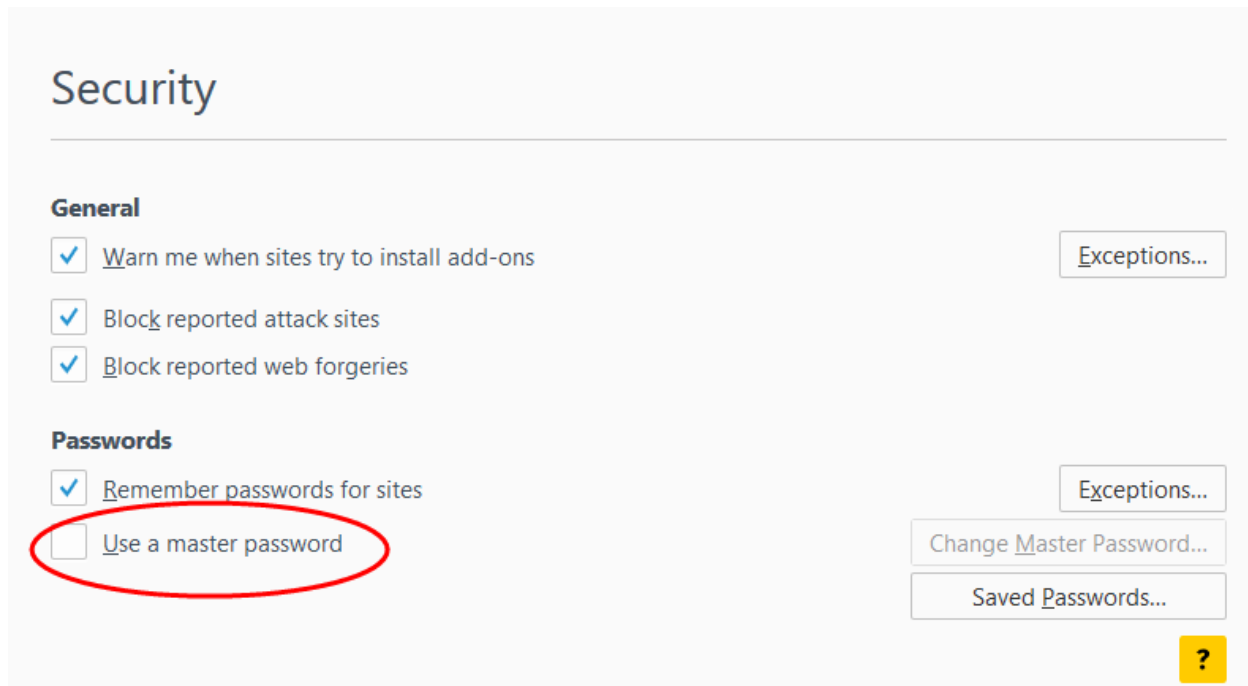 Security
General
Warn me when sites try to install add-ons
Exceptions...
Block reported attack sites
Block reported web forgeries
Passwords
Remember passwords for sites
Exceptions...
Use a master password
Change Master Password...
Saved Passwords...
?